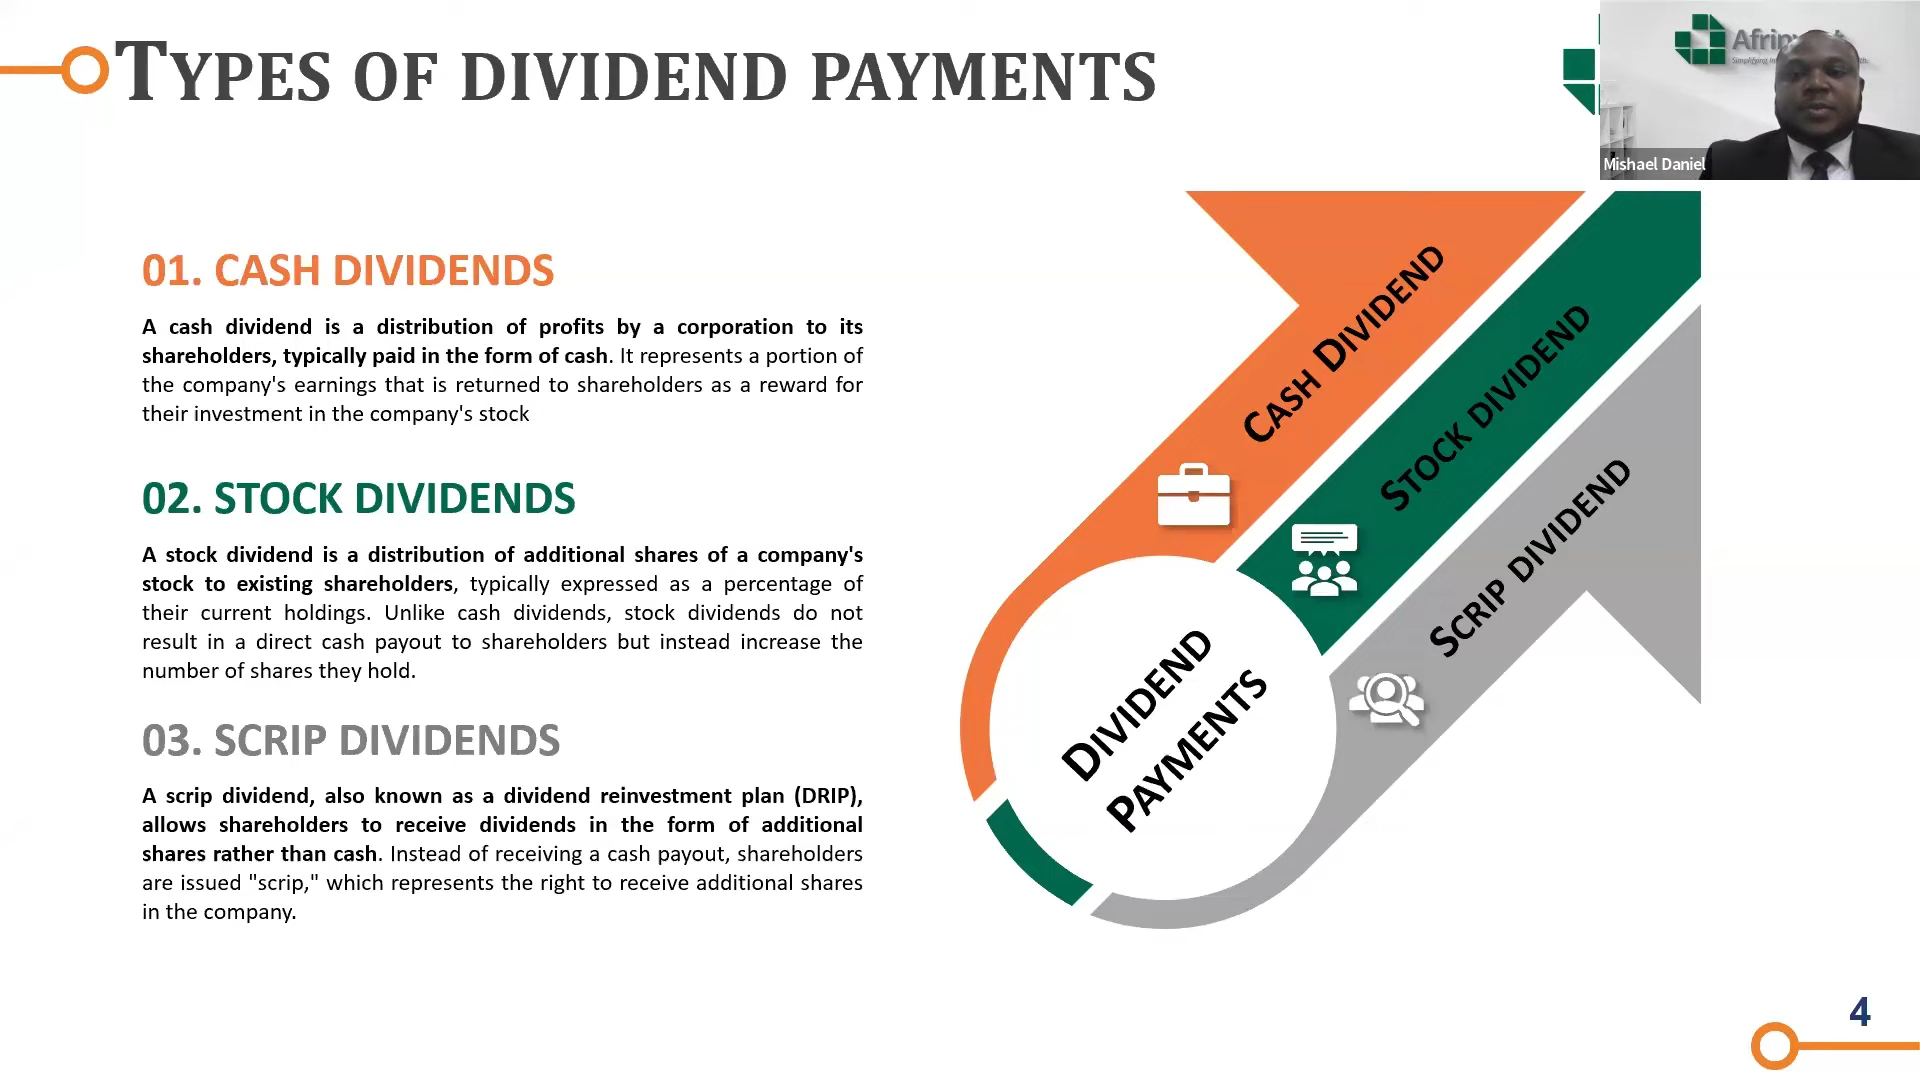 TYPES OF DIVIDEND PAYMENTS
Mishael Daniel
01. CASH DIVIDENDS
A cash dividend is a distribution of profits by a corporation to its
shareholders, typically paid in the form of cash. It represents a portion of
the company's earnings that is returned to shareholders as a reward for
their investment in the company's stock
02. STOCK DIVIDENDS
A stock dividend is a distribution of additional shares of a company's
stock to existing shareholders, typically expressed as a percentage of
their current holdings. Unlike cash dividends, stock dividends do not
result in a direct cash payout to shareholders but instead increase the
number of shares they hold.
03. SCRIP DIVIDENDS
A scrip dividend, also known as a dividend reinvestment plan (DRIP),
allows shareholders to receive dividends in the form of additional
shares rather than cash. Instead of receiving a cash payout, shareholders
are issued "scrip," which represents the right to receive additional shares
in the company.
CASH DIVIDEND
STOCK DIVIDEND
SCRIP DIVIDEND
DIVIDEND
PAYMENTS
4